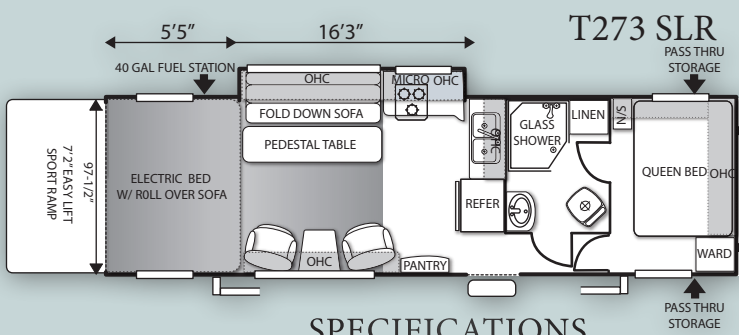 T273 SLR
5'5"
16'3"
PASS THRU
STORAGE
40 GAL FUEL STATION
OHC
MICRO OHC
FOLD DOWN SOFA
PEDESTAL TABLE
OHC
GLASS
SHOWER
LINEN
N/S
7'2" EASY LIFT
SPORT RAMP
97-1/2"
ELECTRIC BED
W/ ROLL OVER SOFA
QUEEN BED
OHC
REFER
OHC
PANTRY
WARD
PASS THRU
STORAGE
SPECIFICATIONS